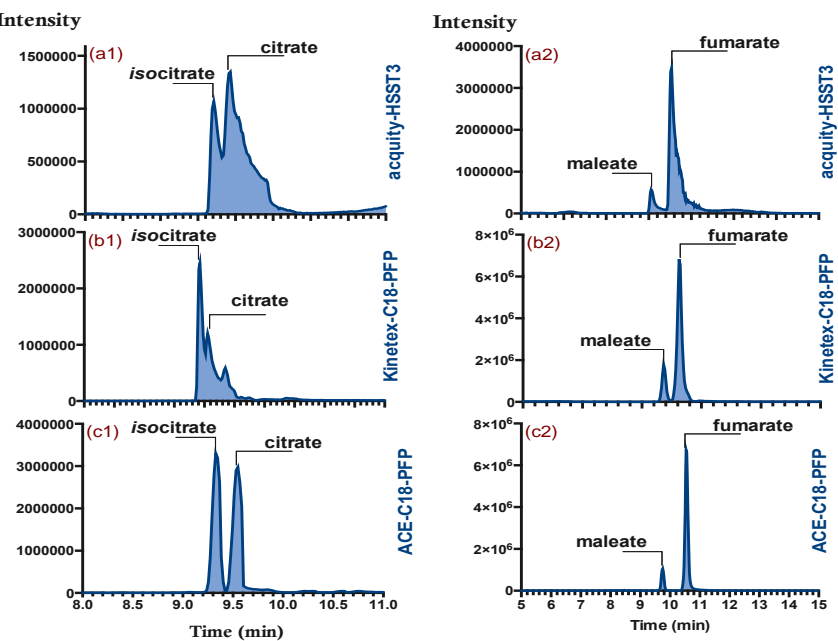 Intensity
(a1)
citrate
isocitrate
1500000
1000000
500000
0
acquity-HSST3
Intensity
(a2)
fumarate
maleate
4000000
3000000
2000000
1000000
0
acquity-HSST3
(b1)
isocitrate
citrate
3000000
2000000
1000000
0
Kinetex-C18-PFP
(b2)
fumarate
maleate
8×10⁶
6×10⁶
4×10⁶
2×10⁶
0
Kinetex-C18-PFP
(c1)
isocitrate
citrate
4000000
3000000
2000000
1000000
0
ACE-C18-PFP
8.0 8.5 9.0 9.5 10.0 10.5 11.0
Time (min)
(c2)
fumarate
maleate
8×10⁶
6×10⁶
4×10⁶
2×10⁶
0
ACE-C18-PFP
5 6 7 8 9 10 11 12 13 14 15
Time (min)